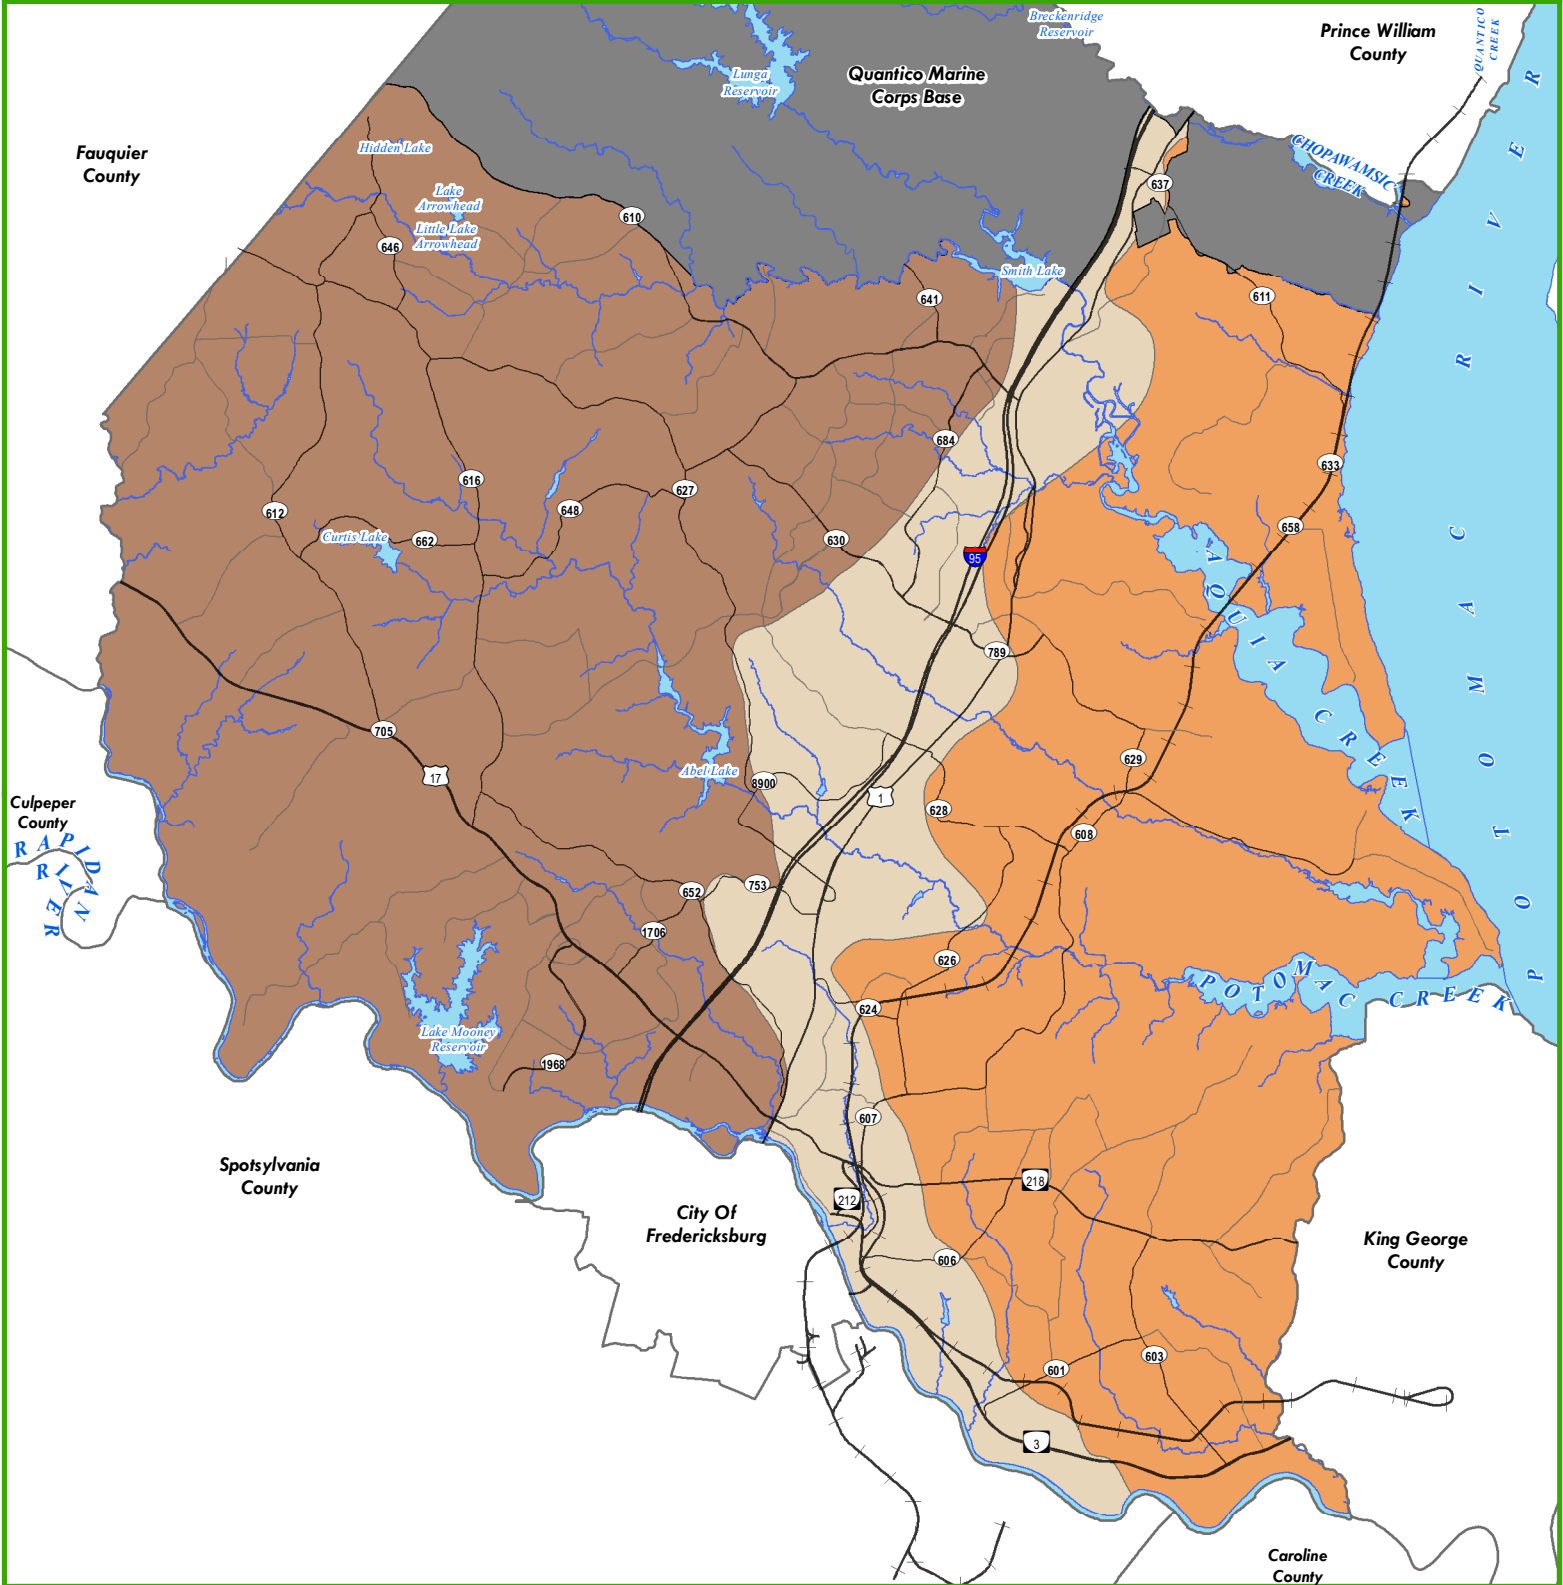 Breckenridge
Reservoir
Prince William
County
QUANTICO
CREEK
Lunga
Reservoir
Quantico Marine
Corps Base
Fauquier
County
Hidden Lake
CHOPAWAMSIC
CREEK
637
Lake
Arrowhead
Little Lake
Arrowhead
610
646
Smith Lake
641
611
POTOMAC RIVER
684
633
616
627
612
648
658
Curtis Lake
662
630
95
AQUIA CREEK
789
705
17
Abel Lake
8900
629
1
628
Culpeper
County
RAPIDAN
RIVER
608
652
753
1706
626
POTOMAC CREEK
624
Lake Mooney
Reservoir
1968
607
Spotsylvania
County
218
212
City Of
Fredericksburg
King George
County
606
601
603
3
Caroline
County